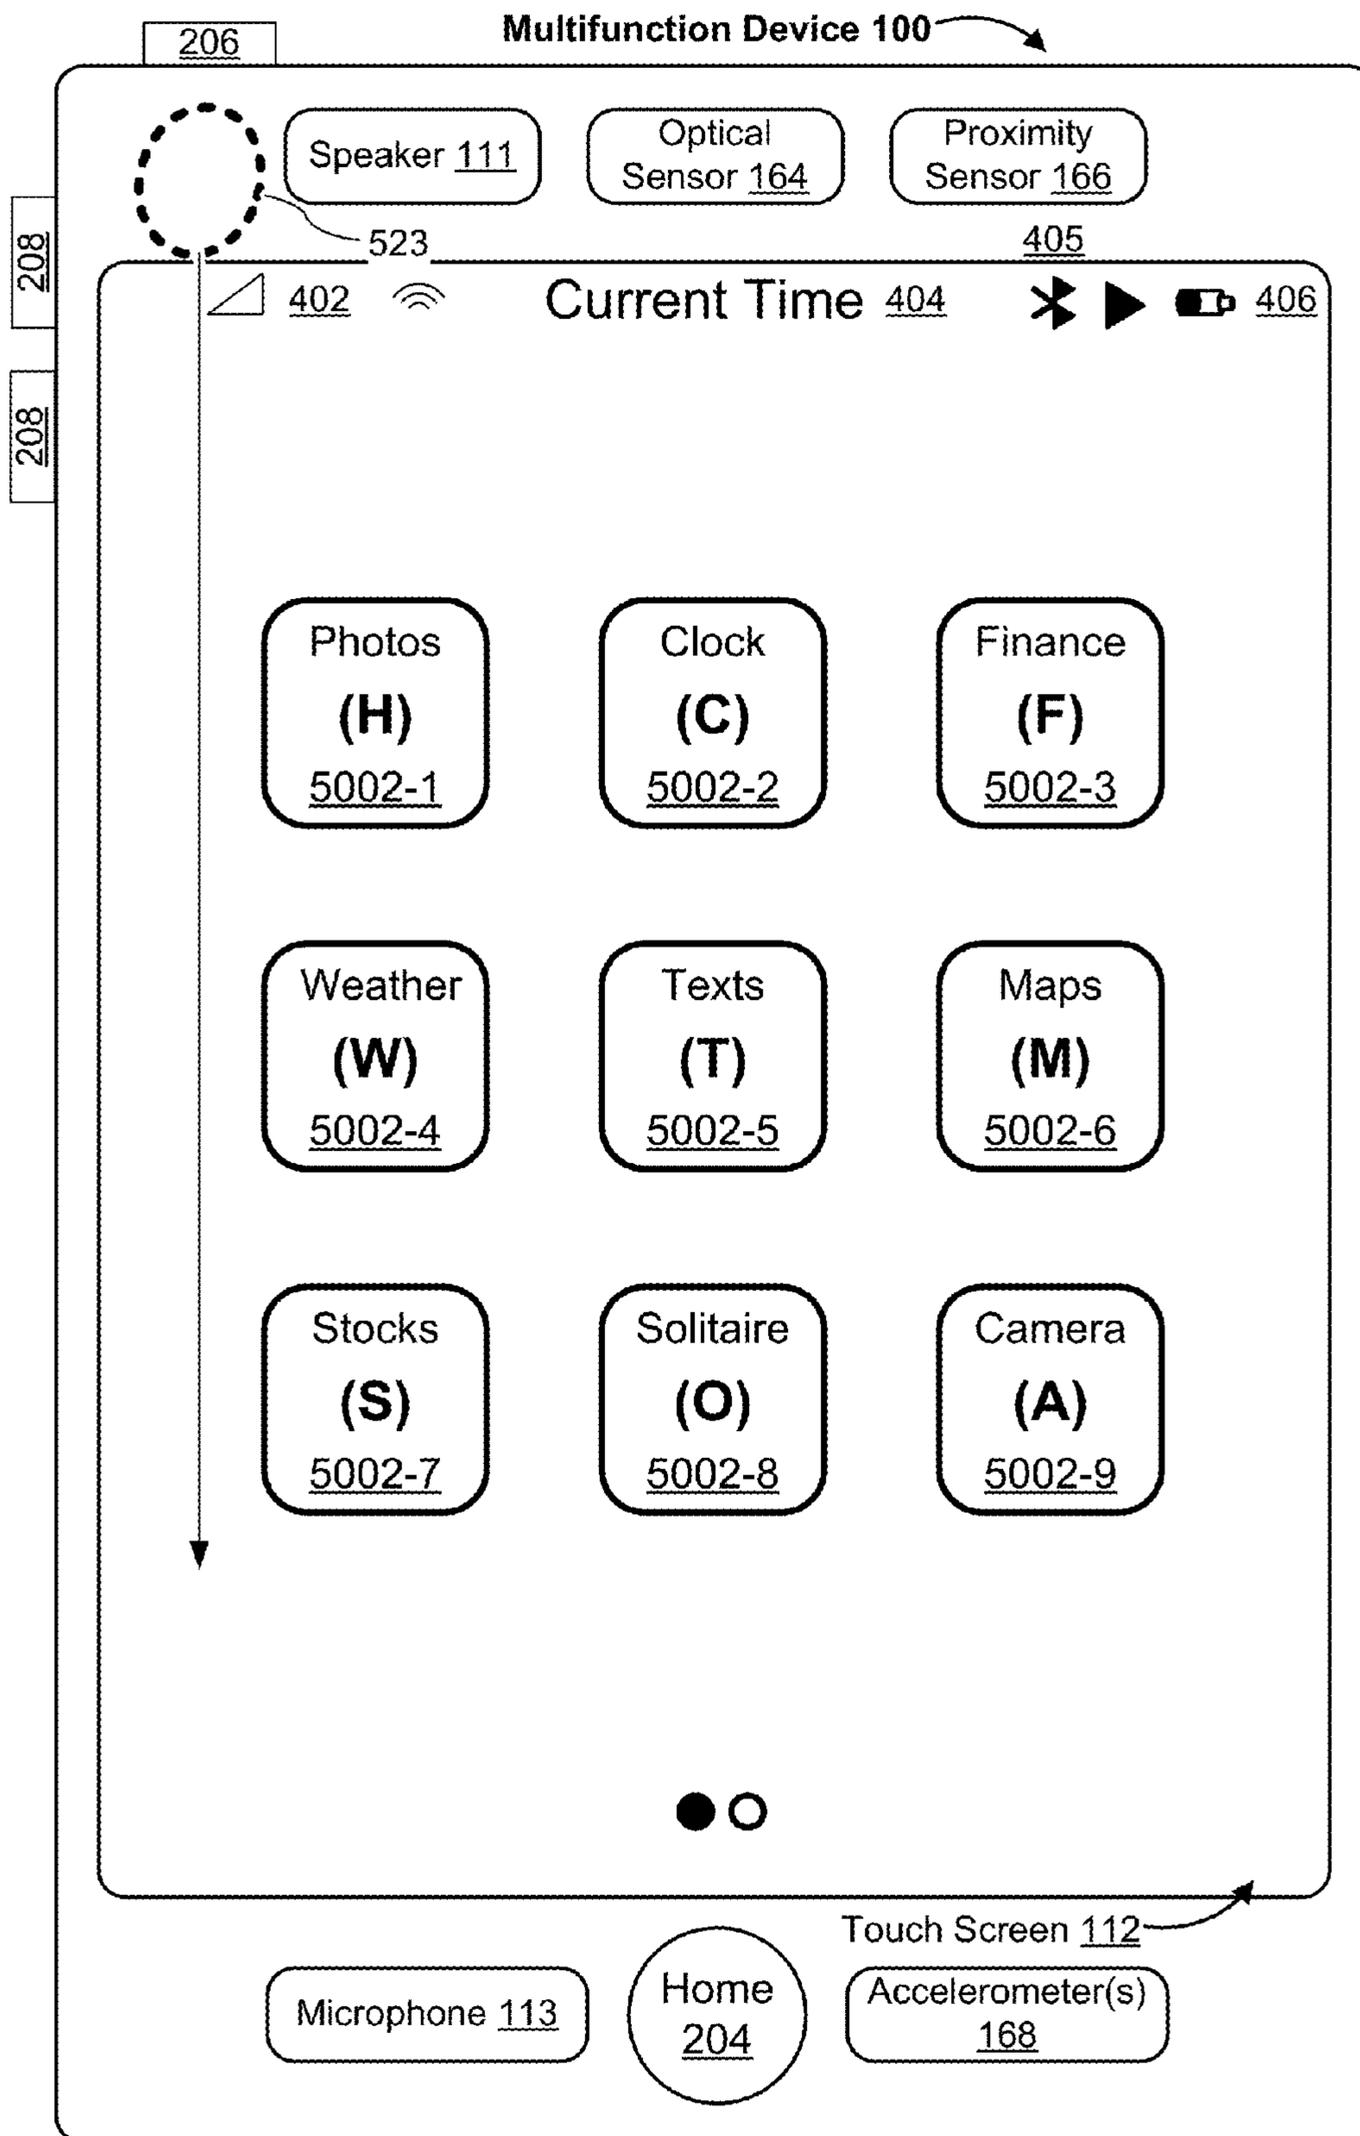 Multifunction Device 100
206
Speaker 111
Optical
Sensor 164
Proximity
Sensor 166
523
405
208
208
402
Current Time 404
406
Photos
(H)
5002-1
Clock
(C)
5002-2
Finance
(F)
5002-3
Weather
(W)
5002-4
Texts
(T)
5002-5
Maps
(M)
5002-6
Stocks
(S)
5002-7
Solitaire
(O)
5002-8
Camera
(A)
5002-9
Touch Screen 112
Microphone 113
Home
204
Accelerometer(s)
168